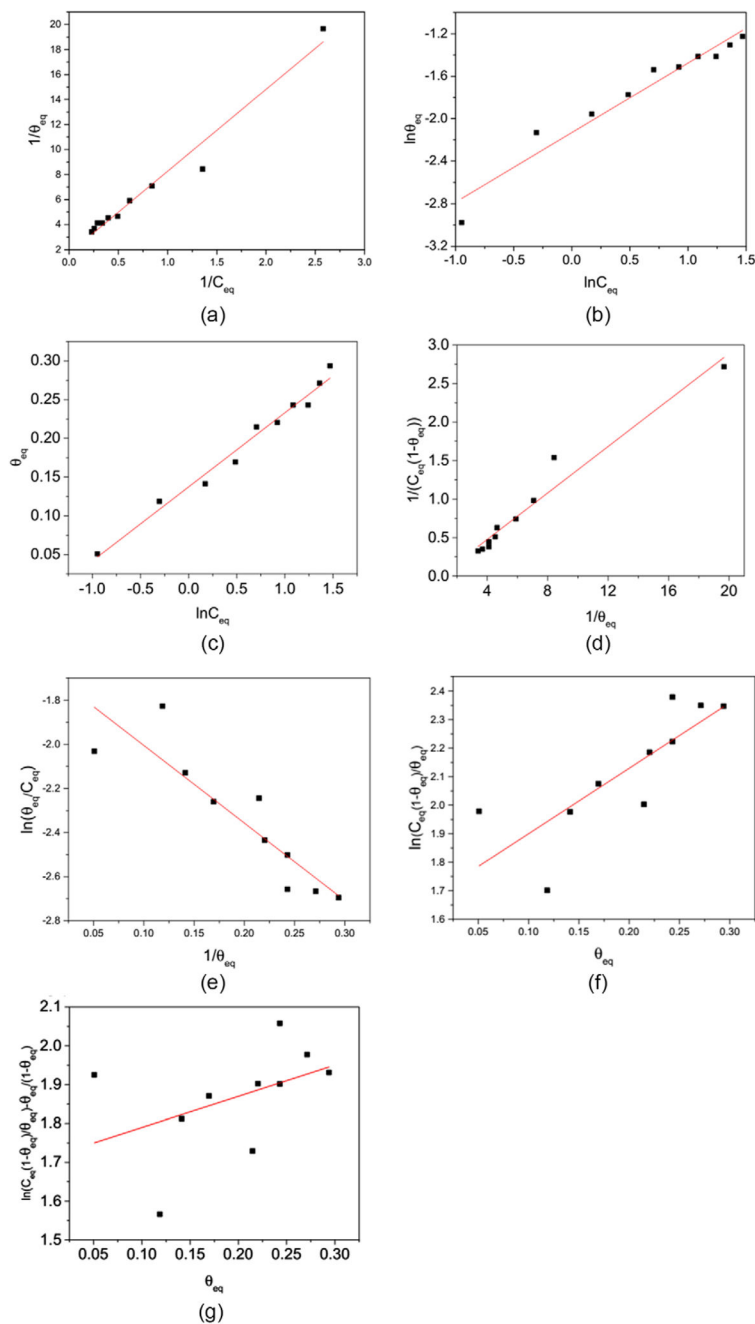 20
18
16
14
12
10
8
6
4
2
1/θeq
0.0 0.5 1.0 1.5 2.0 2.5 3.0
1/Ceq
(a)
-1.2
-1.6
-2.0
-2.4
-2.8
-3.2
lnθeq
-1.0 -0.5 0.0 0.5 1.0 1.5
lnCeq
(b)
0.30
0.25
0.20
0.15
0.10
0.05
θeq
-1.0 -0.5 0.0 0.5 1.0 1.5
lnCeq
(c)
3.0
2.5
2.0
1.5
1.0
0.5
0.0
1/(Ceq(1-θeq))
4 8 12 16 20
1/θeq
(d)
-1.8
-2.0
-2.2
-2.4
-2.6
-2.8
ln(θeq/Ceq)
0.05 0.10 0.15 0.20 0.25 0.30
1/θeq
(e)
2.4
2.3
2.2
2.1
2.0
1.9
1.8
1.7
1.6
ln(Ceq(1-θeq)/θeq)
0.05 0.10 0.15 0.20 0.25 0.30
θeq
(f)
2.1
2.0
1.9
1.8
1.7
1.6
1.5
ln(Ceq(1-θeq)/θeq)-θeq/(1-θeq)
0.05 0.10 0.15 0.20 0.25 0.30
θeq
(g)